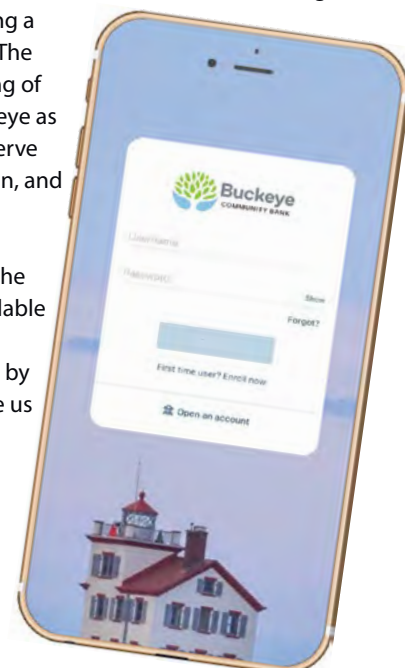 ng a
The
ng of
eye as
erve
n, and
he
lable
by
e us
Buckeye
COMMUNITY BANK
Username
Password
Show
Forgot?
First time user? Enroll now.
Open an account